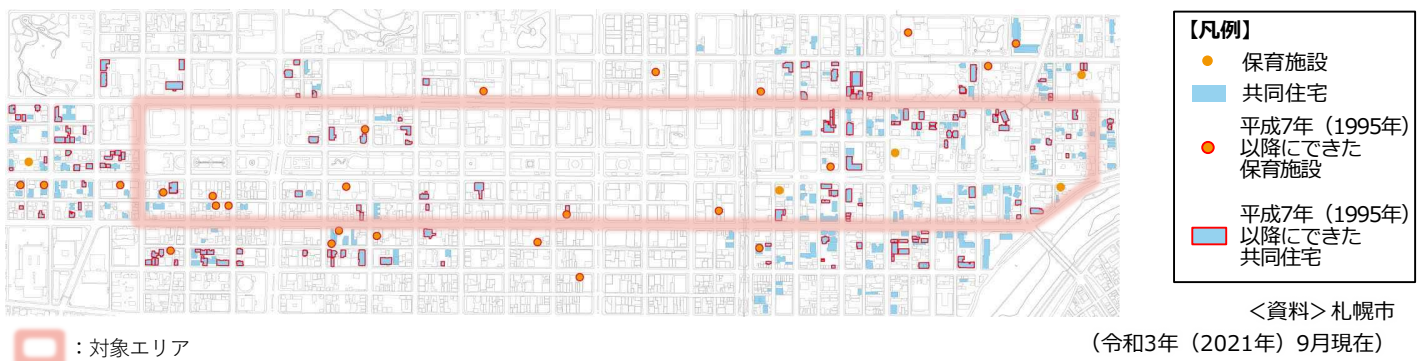 【凡例】
保育施設
共同住宅
平成7年（1995年）
以降にできた
保育施設
平成7年（1995年）
以降にできた
共同住宅
＜資料＞札幌市
（令和3年（2021年）9月現在）
：対象エリア